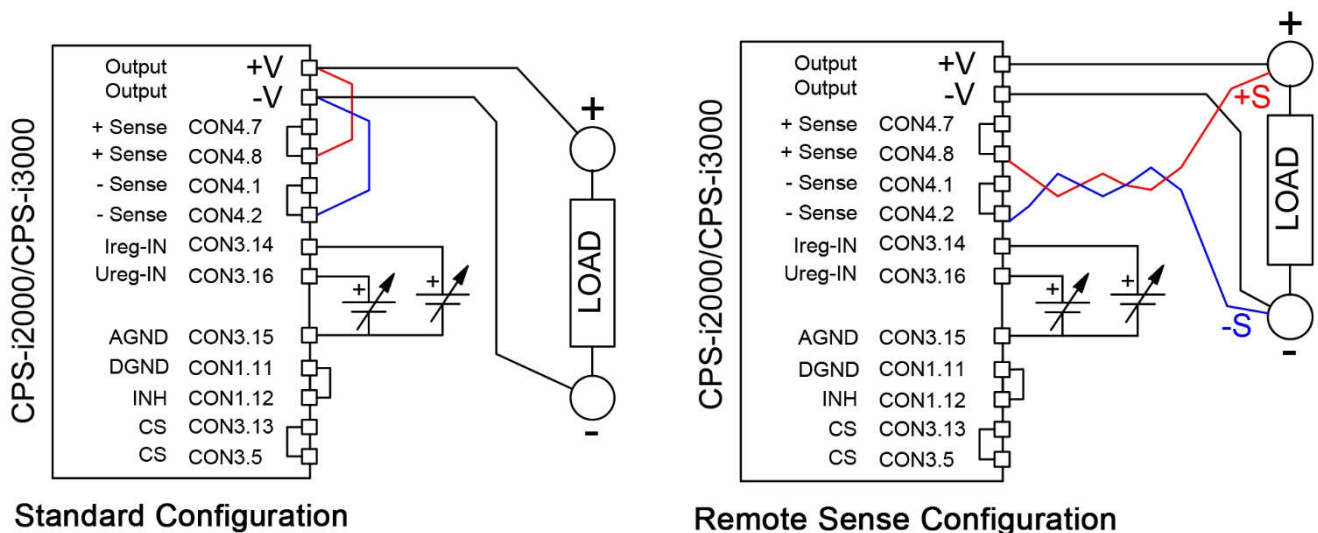 CPS-i2000/CPS-i3000
Output +V
Output -V
+ Sense CON4.7
+ Sense CON4.8
- Sense CON4.1
- Sense CON4.2
Ireg-IN CON3.14
Ureg-IN CON3.16
AGND CON3.15
DGND CON1.11
INH CON1.12
CS CON3.13
CS CON3.5
+
+
+
LOAD
-
Standard Configuration
CPS-i2000/CPS-i3000
Output +V
Output -V
+ Sense CON4.7
+ Sense CON4.8
- Sense CON4.1
- Sense CON4.2
Ireg-IN CON3.14
Ureg-IN CON3.16
AGND CON3.15
DGND CON1.11
INH CON1.12
CS CON3.13
CS CON3.5
+
+
+
+S
LOAD
-S
-
Remote Sense Configuration